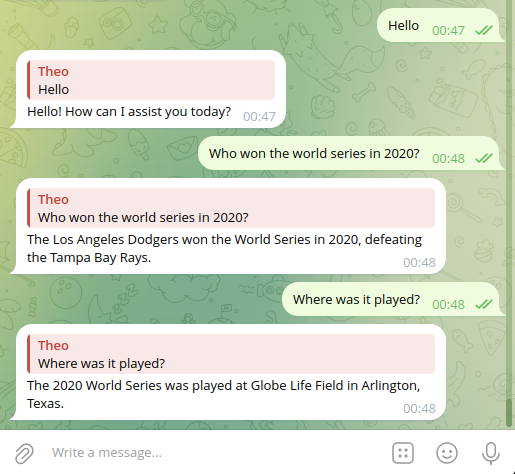 Hello 00:47
Theo
Hello
Hello! How can I assist you today? 00:47
Who won the world series in 2020? 00:48
Theo
Who won the world series in 2020?
The Los Angeles Dodgers won the World Series in 2020, defeating
the Tampa Bay Rays. 00:48
Where was it played? 00:48
Theo
Where was it played?
The 2020 World Series was played at Globe Life Field in Arlington,
Texas. 00:48
Write a message...